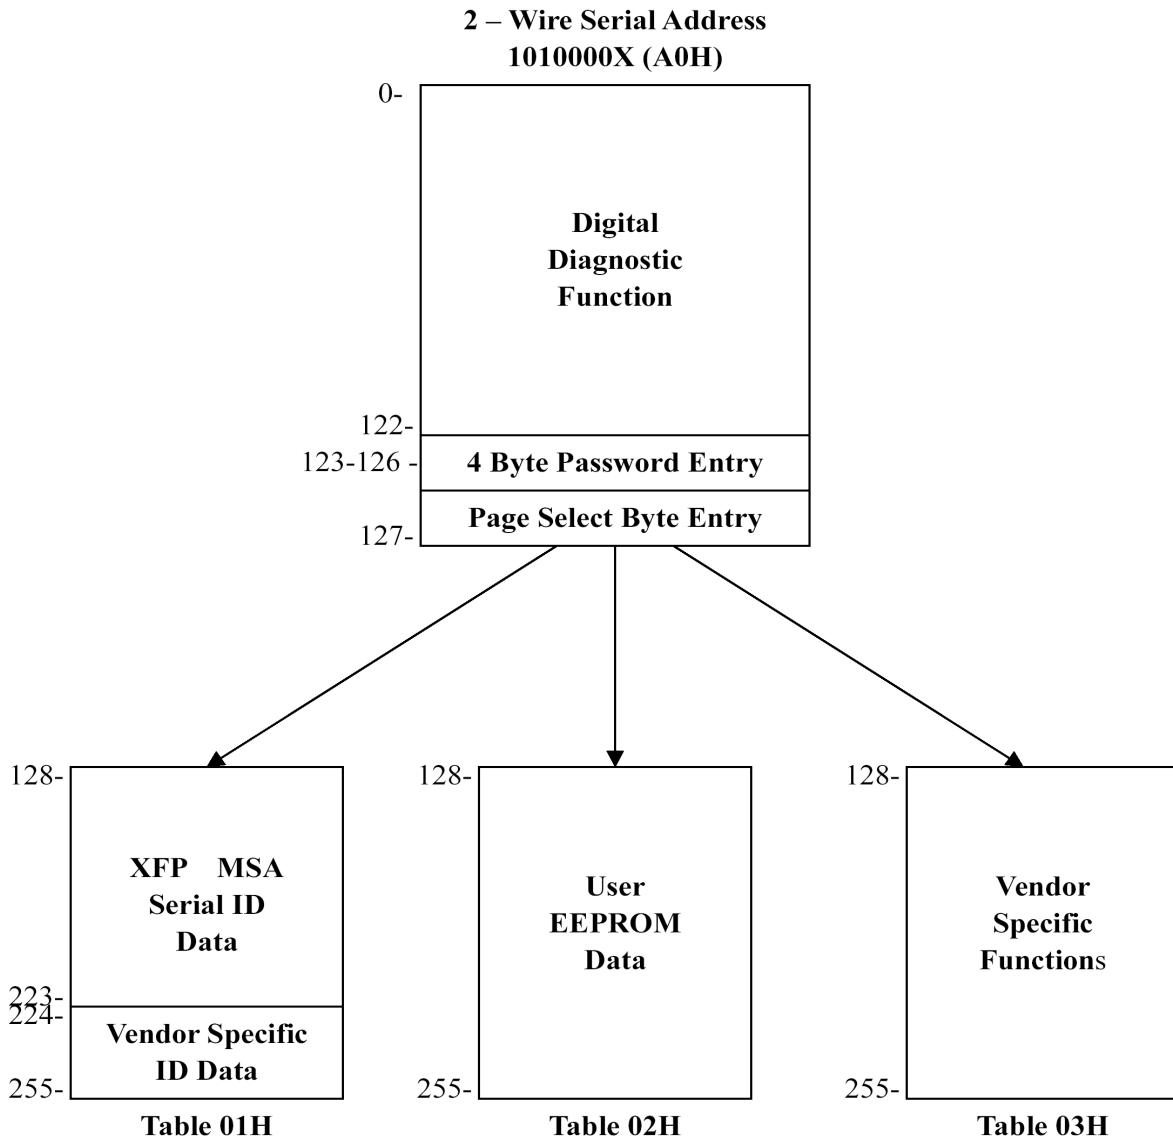 2 – Wire Serial Address
1010000X (A0H)
0-
Digital
Diagnostic
Function
122-
123-126 -
4 Byte Password Entry
Page Select Byte Entry
127-
128-
XFP MSA
Serial ID
Data
223-
224-
Vendor Specific
ID Data
255-
Table 01H
128-
User
EEPROM
Data
255-
Table 02H
128-
Vendor
Specific
Functions
255-
Table 03H